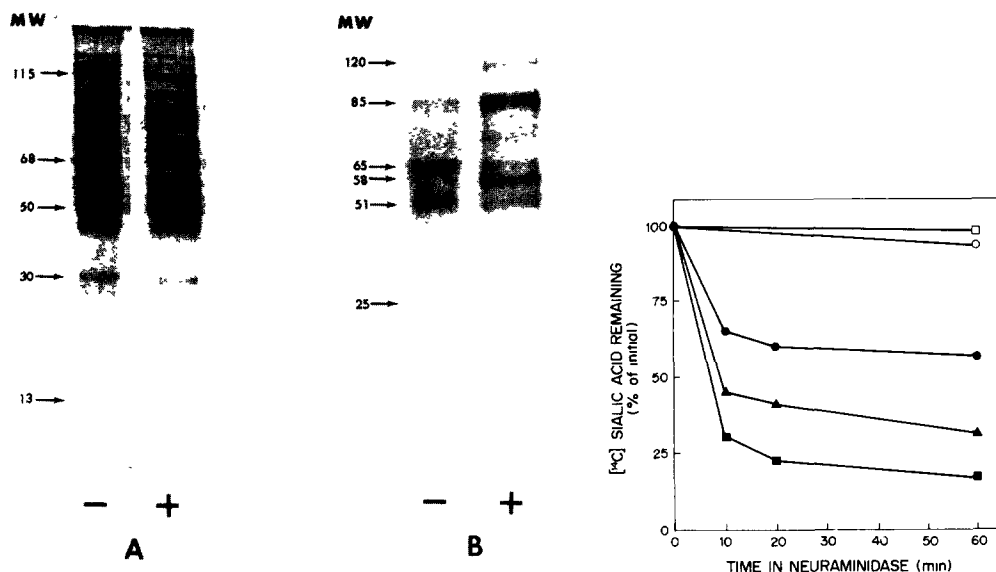 MW
115
68
50
30
13
− +
A
MW
120
85
65
58
51
25
− +
B
[¹⁴C] SIALIC ACID REMAINING
(% of initial)
100
75
50
25
0
0 10 20 30 40 50 60
TIME IN NEURAMINIDASE (min)